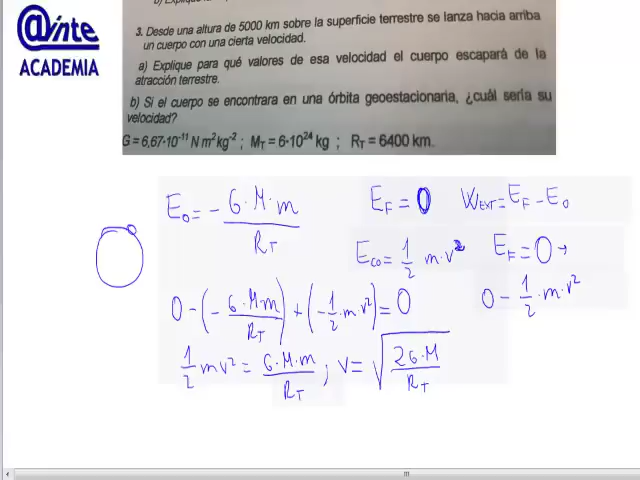 @inte
ACADEMIA
3. Desde una altura de 5000 km sobre la superficie terrestre se lanza hacia arriba
un cuerpo con una cierta velocidad.
a) Explique para qué valores de esa velocidad el cuerpo escapará de la
atracción terrestre.
b) Si el cuerpo se encontrara en una órbita geoestacionaria, ¿cuál sería su
velocidad?
G = 6,67·10⁻¹¹ N m² kg⁻² ; M_T = 6·10²⁴ kg ; R_T = 6400 km.
E₀ = - G·M·m / R_T E_F = 0 W_EXT = E_F - E₀
E_C0 = 1/2 m·v² E_F = 0 →
0 - (- G·M·m / R_T) + (- 1/2·m·v²) = 0 0 - 1/2·m·v²
1/2 m v² = G·M·m / R_T ; v = √(2G·M / R_T)
m